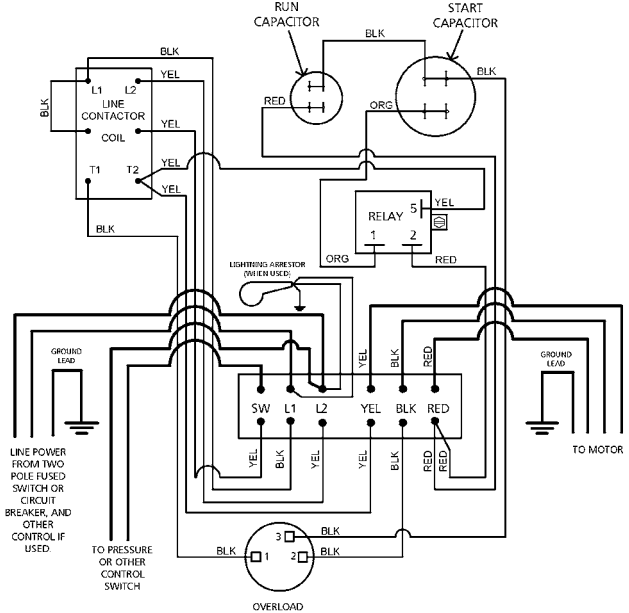 RUN
CAPACITOR
START
CAPACITOR
BLK
BLK
BLK
YEL
RED
ORG
L1
L2
LINE
CONTACTOR
BLK
COIL
YEL
T1
T2
YEL
YEL
YEL
5
RELAY
1
2
BLK
ORG
RED
LIGHTNING ARRESTOR
(WHEN USED)
GROUND
LEAD
YEL
BLK
RED
GROUND
LEAD
SW
L1
L2
YEL
BLK
RED
YEL
BLK
YEL
YEL
BLK
RED
RED
LINE POWER
FROM TWO
POLE FUSED
SWITCH OR
CIRCUIT
BREAKER, AND
OTHER
CONTROL IF
USED.
TO MOTOR
TO PRESSURE
OR OTHER
CONTROL
SWITCH
3
BLK
BLK
1
2
BLK
OVERLOAD